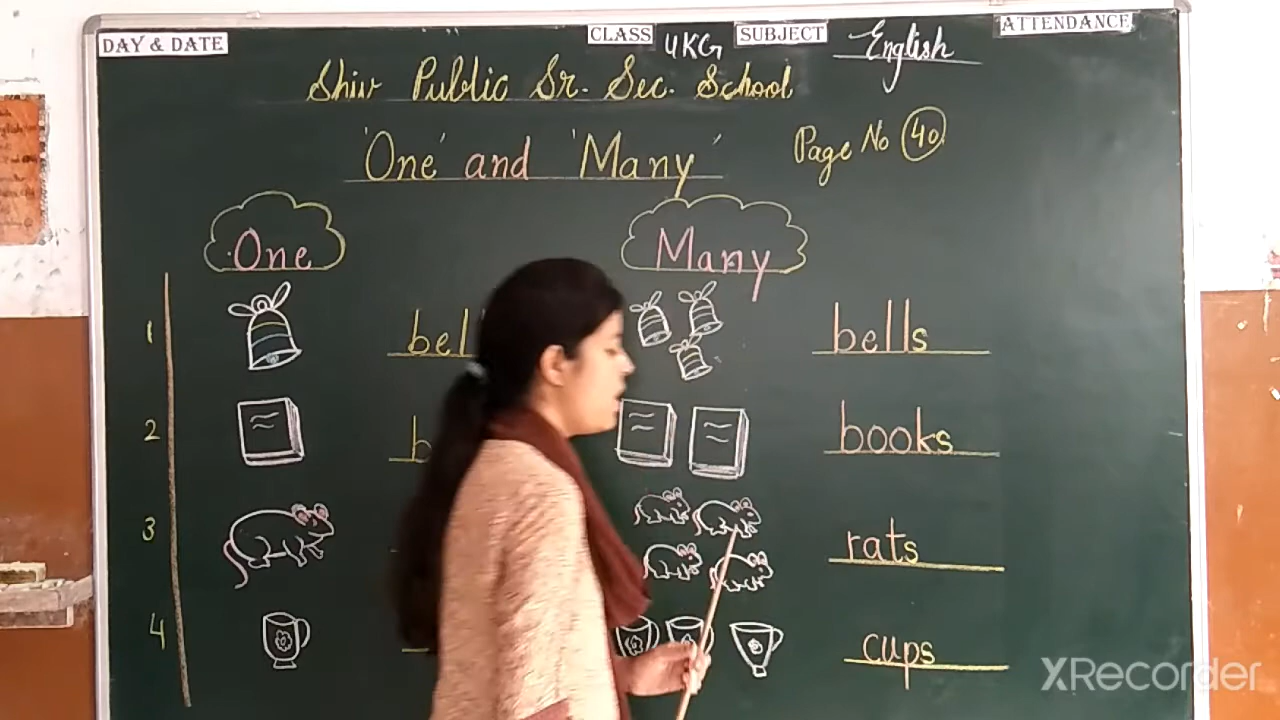 DAY & DATE
CLASS UKG SUBJECT English ATTENDANCE
Shiv Public Sr. Sec. School
'One' and 'Many' Page No 40
One Many
1 bells
2 books
3 rats
4 cups
XRecorder